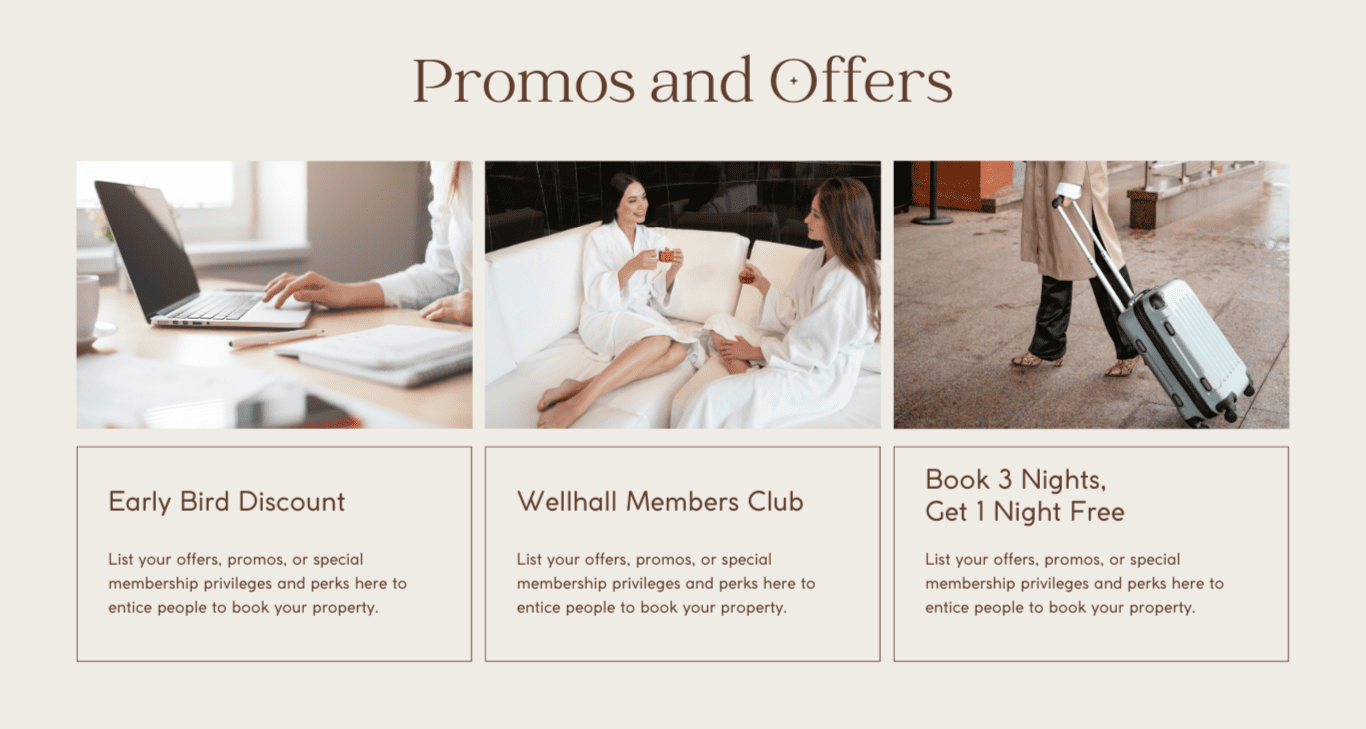 Promos and Offers
Early Bird Discount
List your offers, promos, or special
membership privileges and perks here to
entice people to book your property.
Wellhall Members Club
List your offers, promos, or special
membership privileges and perks here to
entice people to book your property.
Book 3 Nights,
Get 1 Night Free
List your offers, promos, or special
membership privileges and perks here to
entice people to book your property.